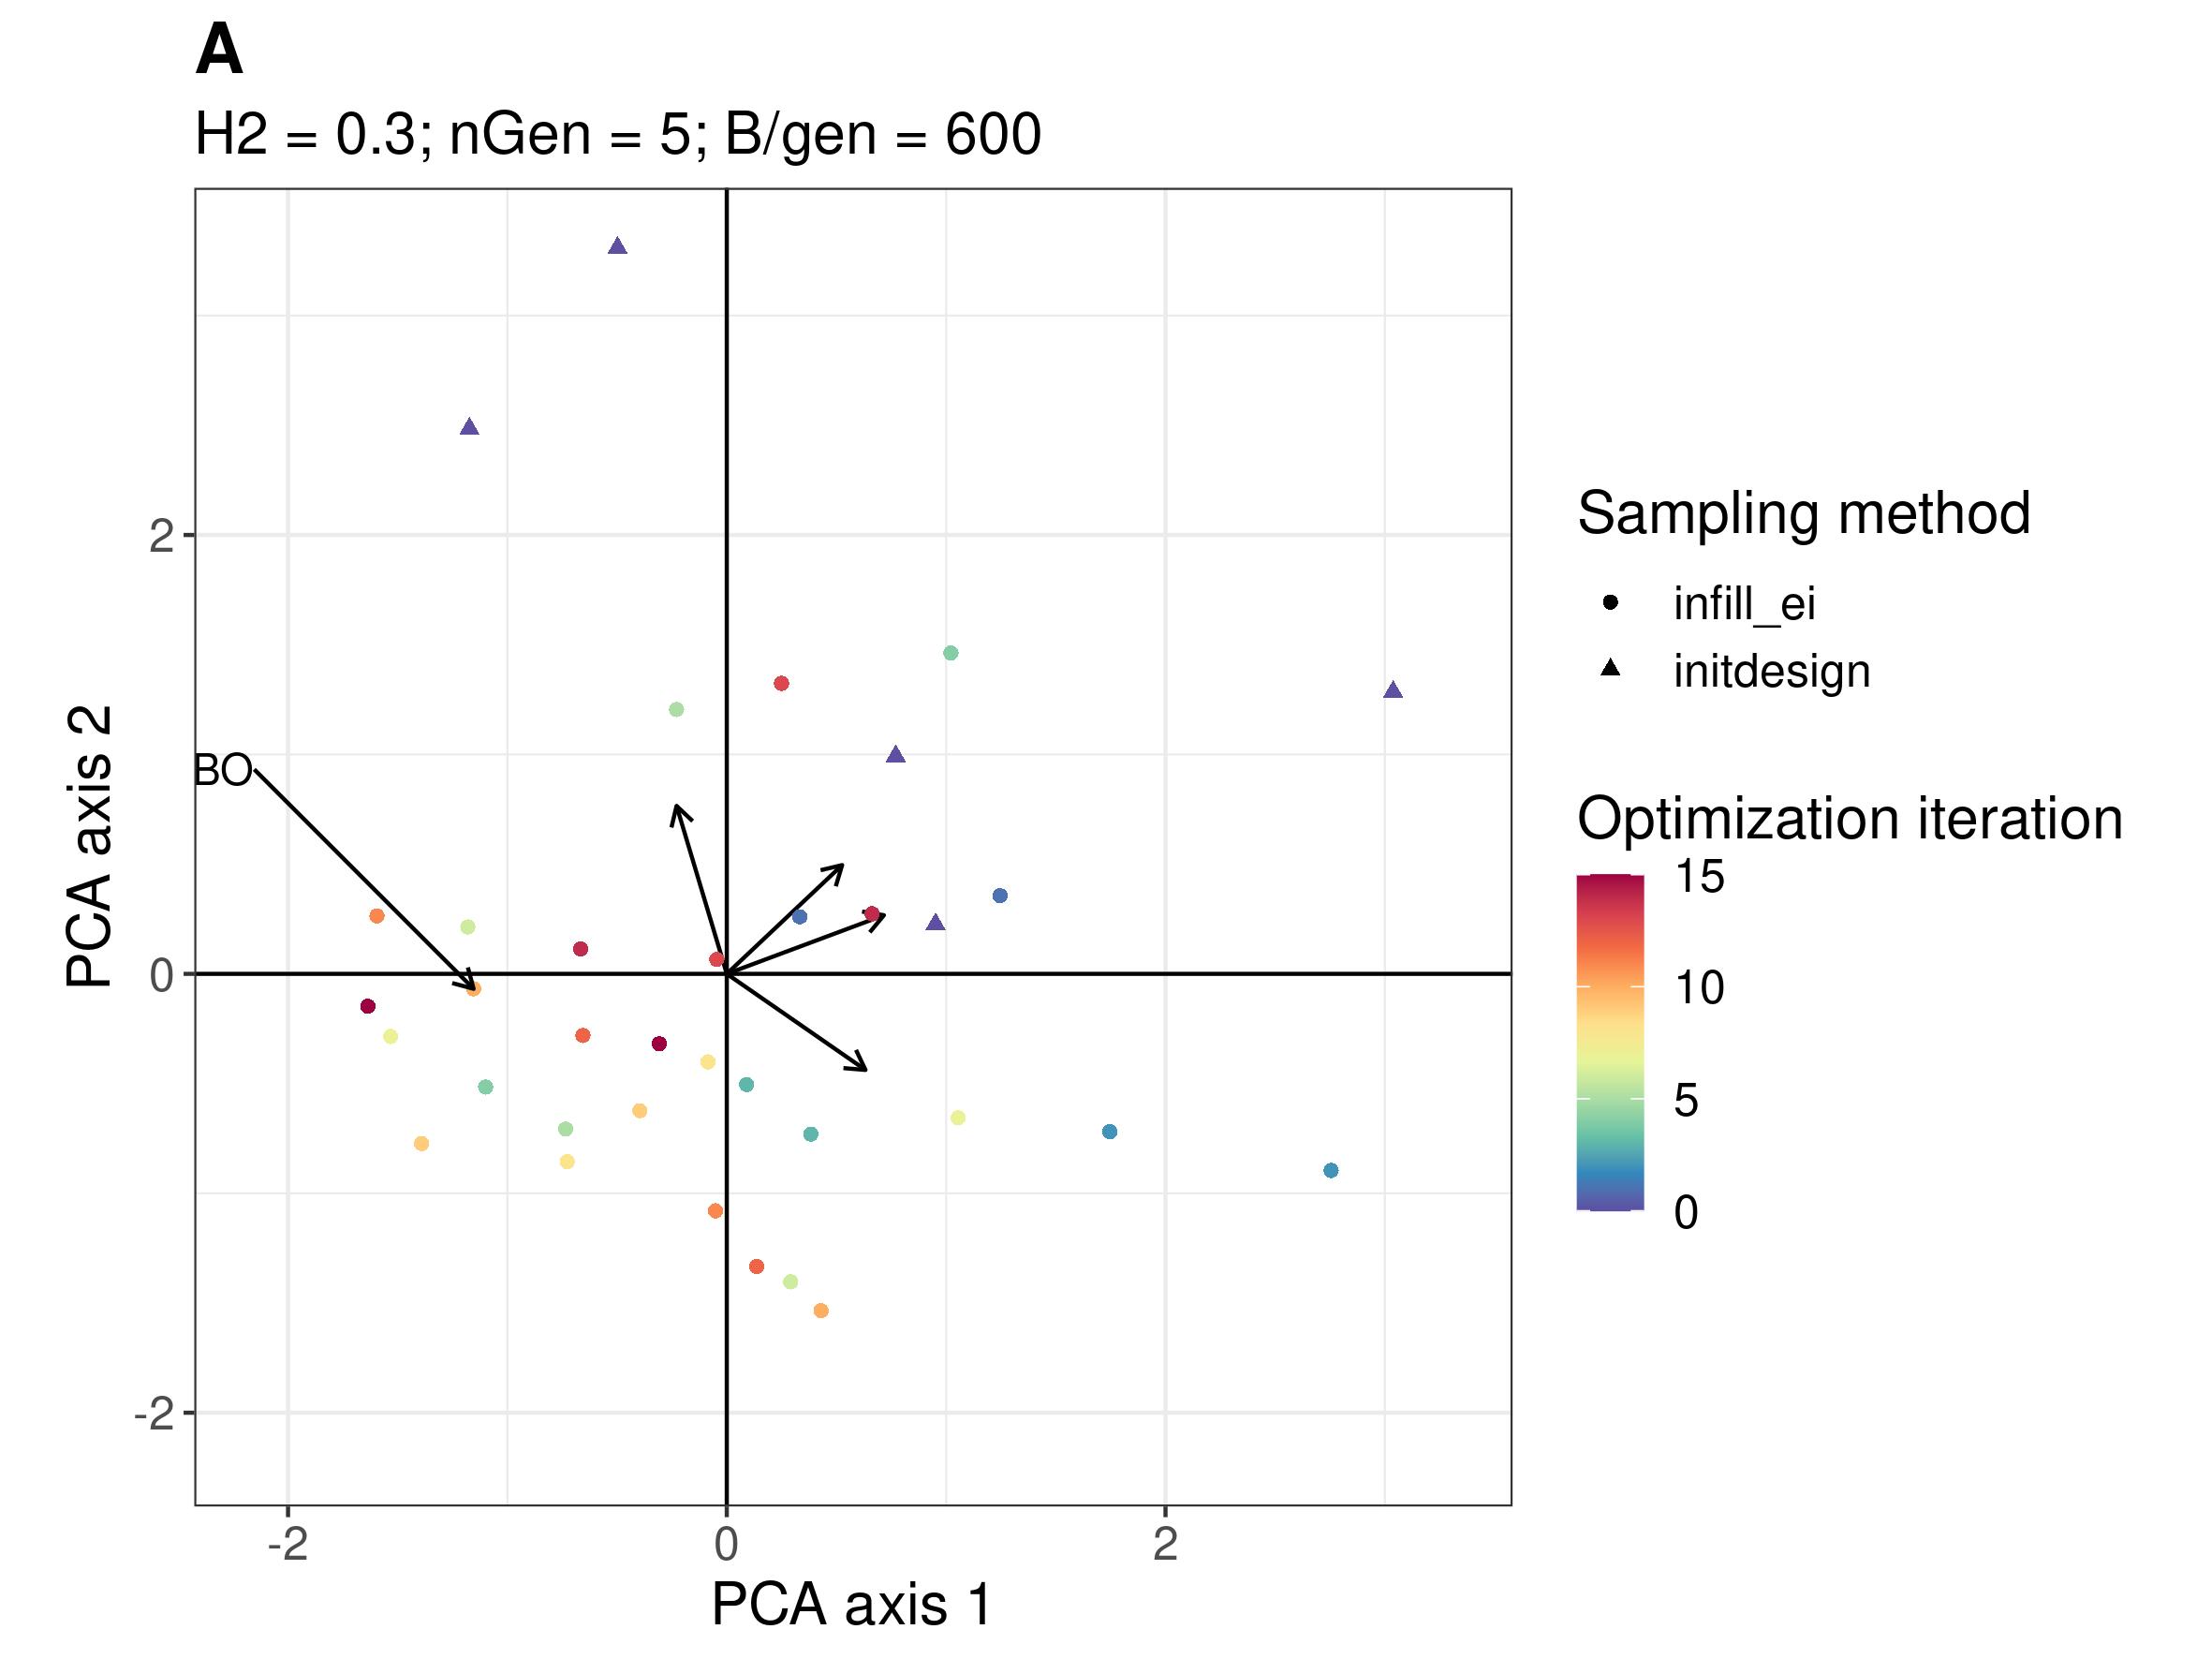 A
H2 = 0.3; nGen = 5; B/gen = 600
PCA axis 2
2
0
-2
BO
-2
0
2
PCA axis 1
Sampling method
infill_ei
initdesign
Optimization iteration
15
10
5
0